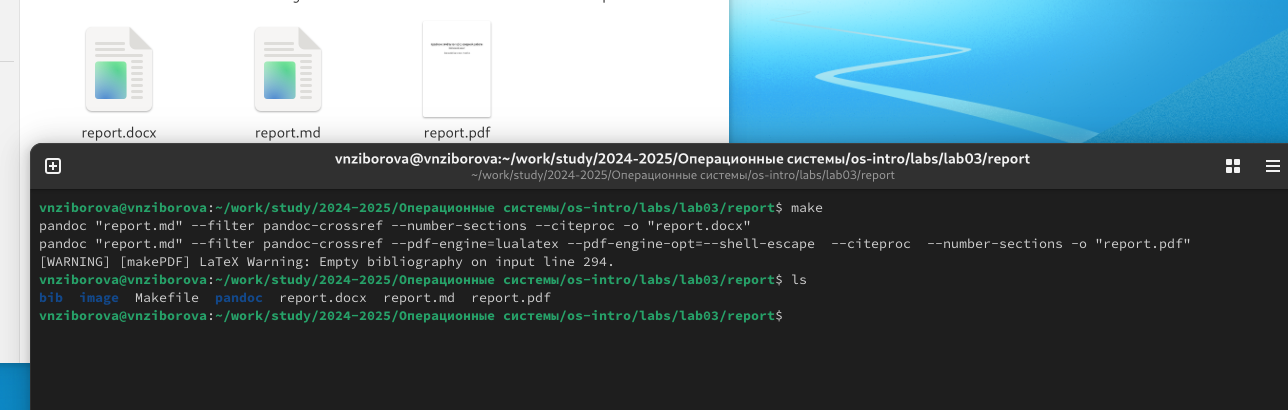 report.docx
report.md
report.pdf
vnziborova@vnziborova:~/work/study/2024-2025/Операционные системы/os-intro/labs/lab03/report
~/work/study/2024-2025/Операционные системы/os-intro/labs/lab03/report
vnziborova@vnziborova:~/work/study/2024-2025/Операционные системы/os-intro/labs/lab03/report$ make
pandoc "report.md" --filter pandoc-crossref --number-sections --citeproc -o "report.docx"
pandoc "report.md" --filter pandoc-crossref --pdf-engine=lualatex --pdf-engine-opt=--shell-escape  --citeproc  --number-sections -o "report.pdf"
[WARNING] [makePDF] LaTeX Warning: Empty bibliography on input line 294.
vnziborova@vnziborova:~/work/study/2024-2025/Операционные системы/os-intro/labs/lab03/report$ ls
bib  image  Makefile  pandoc  report.docx  report.md  report.pdf
vnziborova@vnziborova:~/work/study/2024-2025/Операционные системы/os-intro/labs/lab03/report$